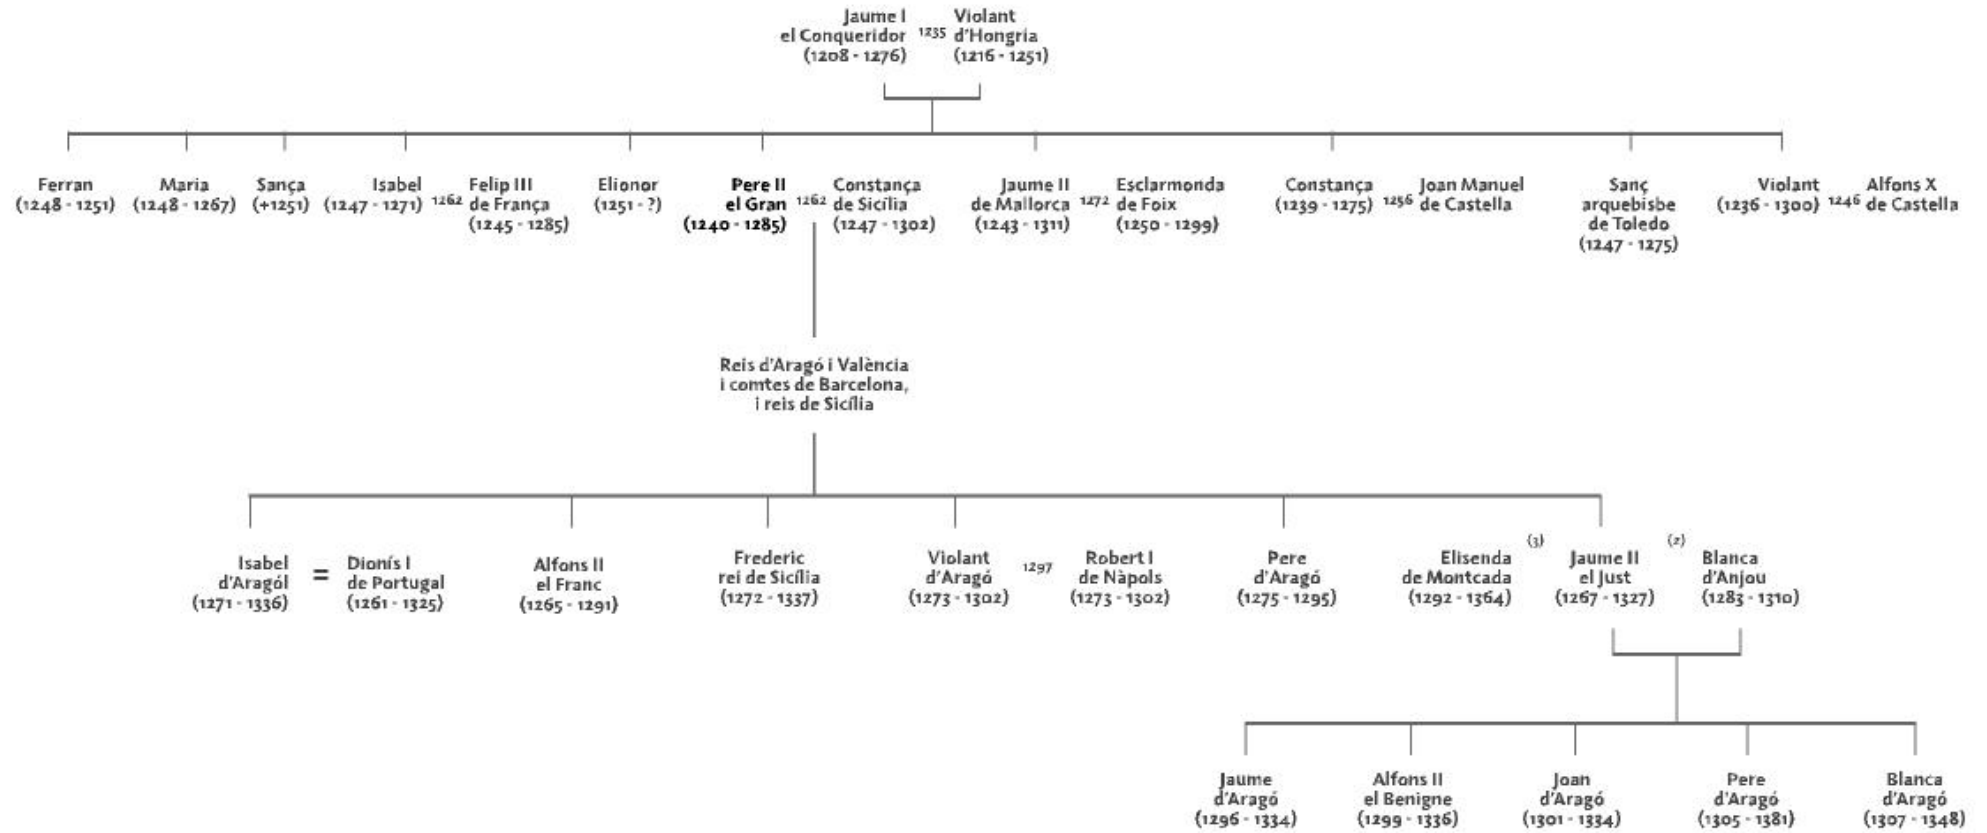 Jaume I
el Conqueridor
(1208 - 1276)
1235
Violant
d'Hongria
(1216 - 1251)
Ferran
(1248 - 1251)
Maria
(1248 - 1267)
Sança
(+1251)
Isabel
(1247 - 1271)
1262
Felip III
de França
(1245 - 1285)
Elionor
(1251 - ?)
Pere II
el Gran
(1240 - 1285)
1262
Constança
de Sicília
(1247 - 1302)
Jaume II
de Mallorca
(1243 - 1311)
1272
Esclarmonda
de Foix
(1250 - 1299)
Constança
(1239 - 1275)
1256
Joan Manuel
de Castella
Sanç
arquebisbe
de Toledo
(1247 - 1275)
Violant
(1236 - 1300)
1246
Alfons X
de Castella
Reis d'Aragó i València
i comtes de Barcelona,
i reis de Sicília
Isabel
d'Aragól
(1271 - 1336)
=
Dionís I
de Portugal
(1261 - 1325)
Alfons II
el Franc
(1265 - 1291)
Frederic
rei de Sicília
(1272 - 1337)
Violant
d'Aragó
(1273 - 1302)
1297
Robert I
de Nàpols
(1273 - 1302)
Pere
d'Aragó
(1275 - 1295)
Elisenda
de Montcada
(1292 - 1364)
(3)
Jaume II
el Just
(1267 - 1327)
(2)
Blanca
d'Anjou
(1283 - 1310)
Jaume
d'Aragó
(1296 - 1334)
Alfons II
el Benigne
(1299 - 1336)
Joan
d'Aragó
(1301 - 1334)
Pere
d'Aragó
(1305 - 1381)
Blanca
d'Aragó
(1307 - 1348)